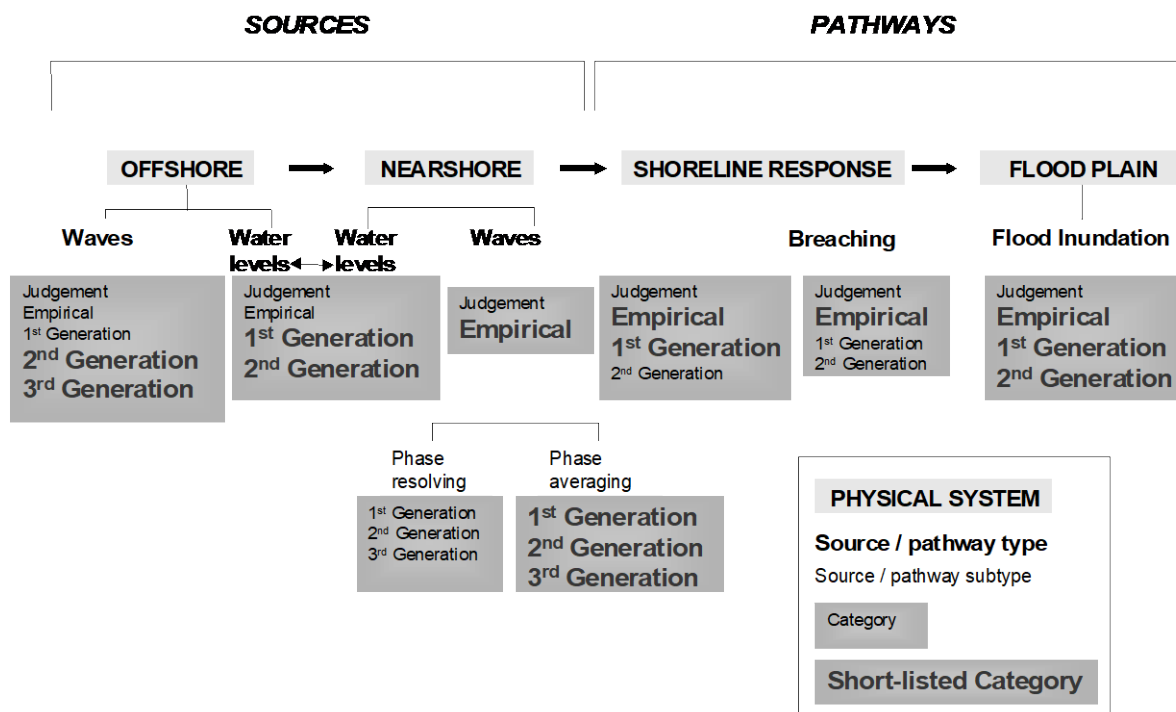 SOURCES
PATHWAYS
OFFSHORE
NEARSHORE
SHORELINE RESPONSE
FLOOD PLAIN
Waves
Water
levels
Water
levels
Waves
Breaching
Flood Inundation
Judgement
Empirical
1st Generation
2nd Generation
3rd Generation
Judgement
Empirical
1st Generation
2nd Generation
Judgement
Empirical
Judgement
Empirical
1st Generation
2nd Generation
Judgement
Empirical
1st Generation
2nd Generation
Judgement
Empirical
1st Generation
2nd Generation
Phase
resolving
1st Generation
2nd Generation
3rd Generation
Phase
averaging
1st Generation
2nd Generation
3rd Generation
PHYSICAL SYSTEM
Source / pathway type
Source / pathway subtype
Category
Short-listed Category